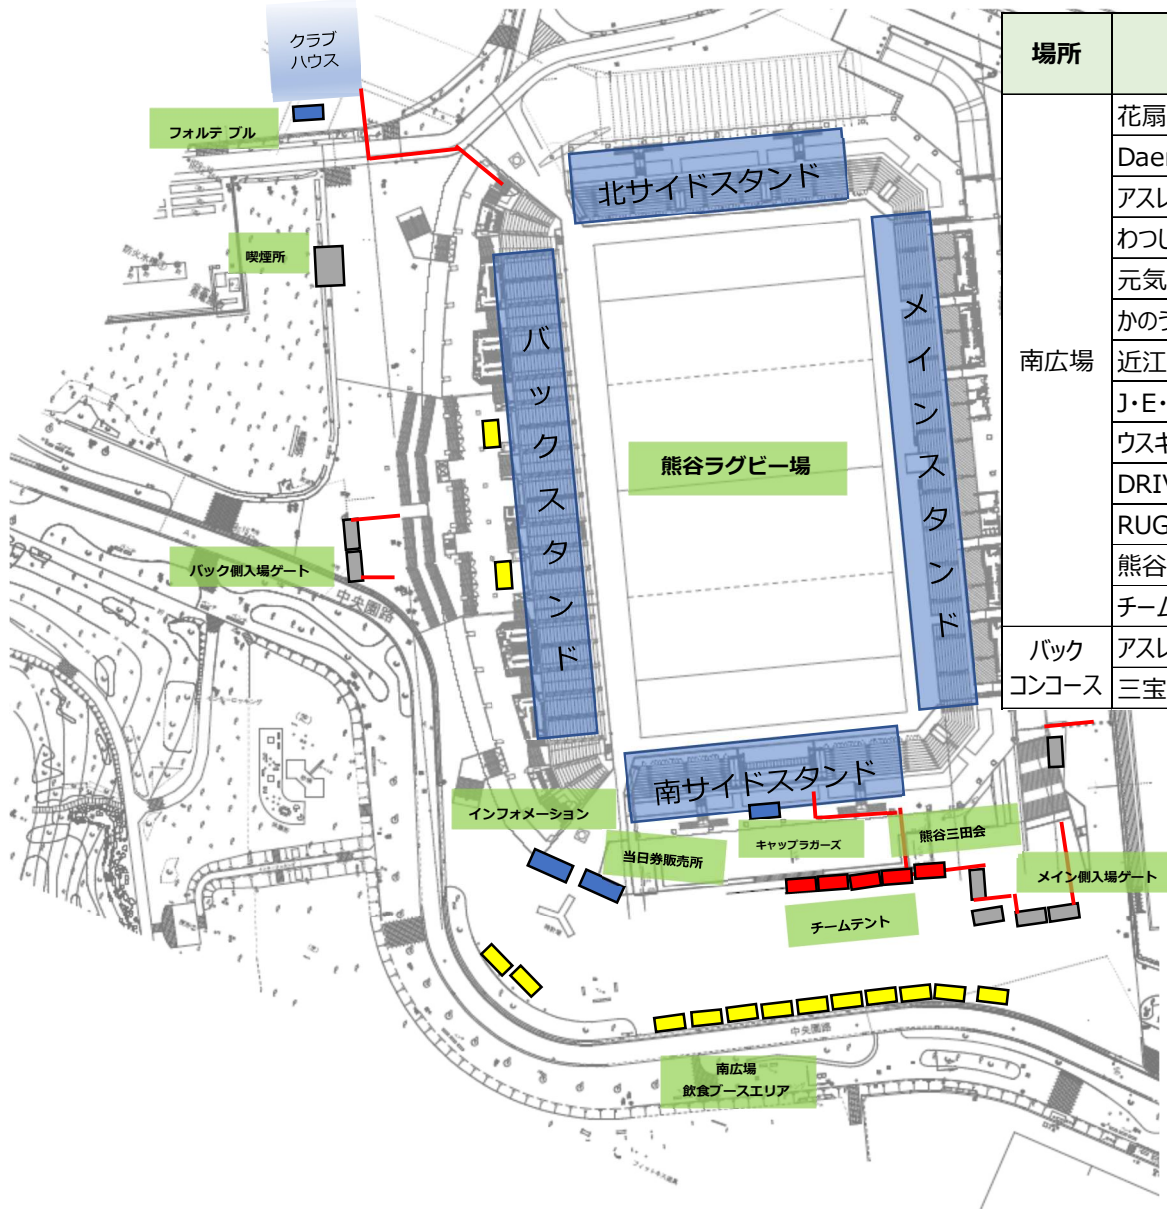 クラブ
ハウス
フォルテ ブル
喫煙所
北サイドスタンド
バックスタンド
メインスタンド
熊谷ラグビー場
バック側入場ゲート
中央園路
南サイドスタンド
インフォメーション
当日券販売所
キャップラガーズ
熊谷三田会
メイン側入場ゲート
チームテント
中央園路
南広場
飲食ブースエリア
場所
南広場
花扇
Daer
アスレ
わつし
元気
かのう
近江
J・E・
ウスキ
DRIV
RUG
熊谷
チーム
バック
コンコース
アスレ
三宝